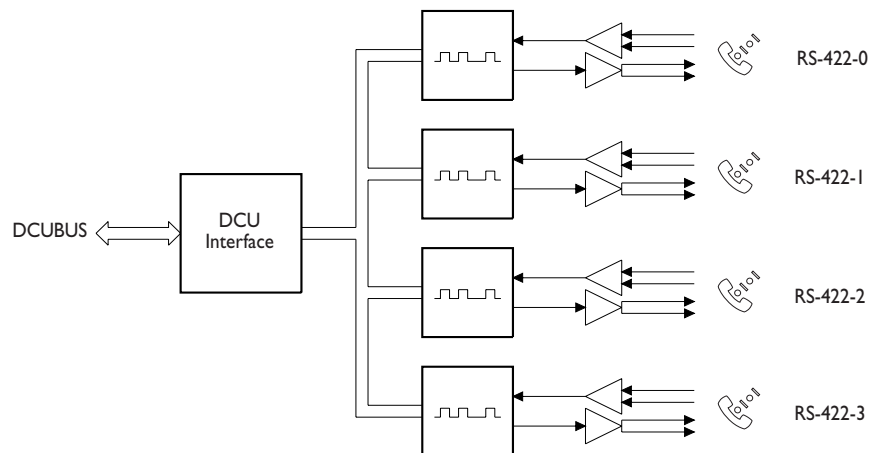 RS-422-0
RS-422-1
DCUBUS
DCU
Interface
RS-422-2
RS-422-3